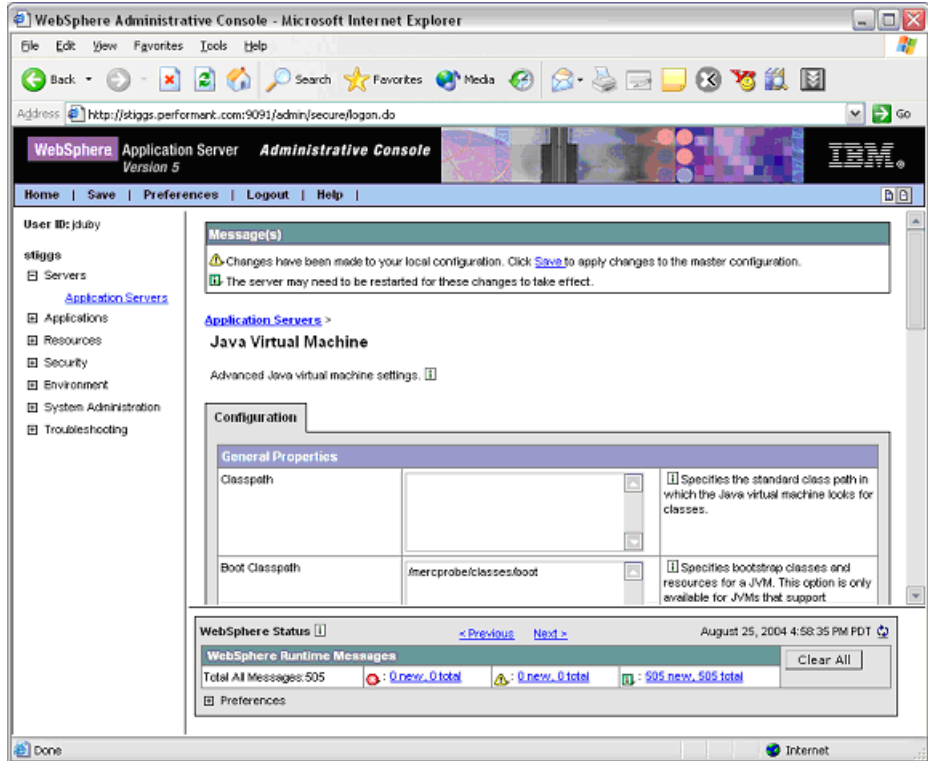 WebSphere Administrative Console - Microsoft Internet Explorer
File Edit View Favorites Tools Help
Back Search Favorites Media
Address http://stiggs.performant.com:9091/admin/secure/logon.do Go
WebSphere Application Server Administrative Console
Version 5
IBM
Home | Save | Preferences | Logout | Help |
User ID: jduby
stiggs
Servers
Application Servers
Applications
Resources
Security
Environment
System Administration
Troubleshooting
Message(s)
Changes have been made to your local configuration. Click Save to apply changes to the master configuration.
The server may need to be restarted for these changes to take effect.
Application Servers >
Java Virtual Machine
Advanced Java virtual machine settings. i
Configuration
General Properties
Classpath
i Specifies the standard class path in
which the Java virtual machine looks for
classes.
Boot Classpath
/mercprobe/classes/boot
i Specifies bootstrap classes and
resources for a JVM. This option is only
available for JVMs that support
WebSphere Status i < Previous Next > August 25, 2004 4:58:35 PM PDT
WebSphere Runtime Messages
Clear All
Total All Messages:505 : 0 new, 0 total : 0 new, 0 total : 505 new, 505 total
Preferences
Done Internet